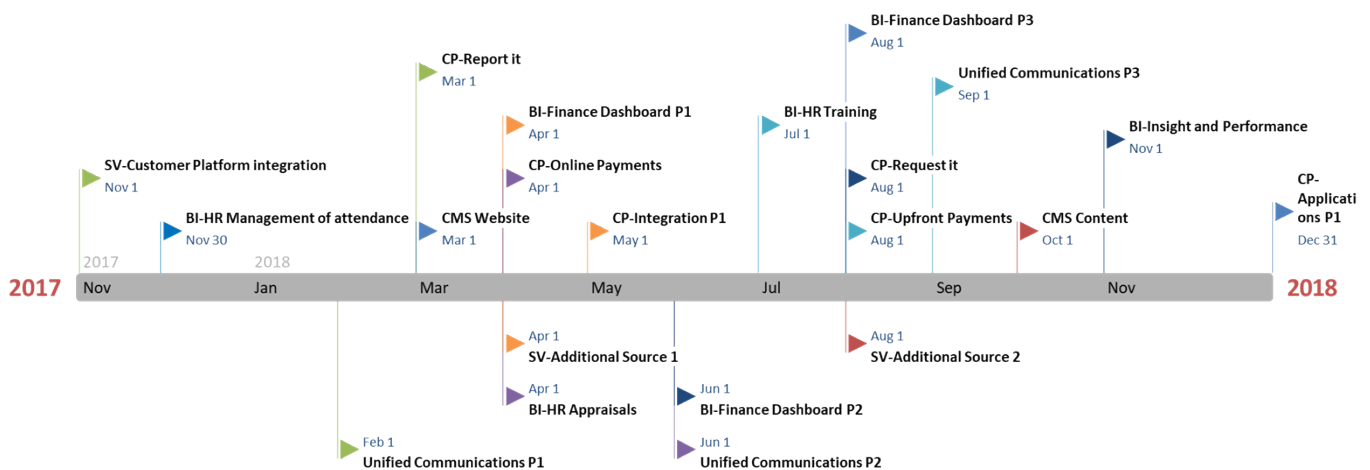 BI-Finance Dashboard P3
Aug 1
CP-Report it
Mar 1
Unified Communications P3
Sep 1
BI-Finance Dashboard P1
Apr 1
BI-HR Training
Jul 1
BI-Insight and Performance
Nov 1
SV-Customer Platform integration
Nov 1
CP-Online Payments
Apr 1
CP-Request it
Aug 1
CP-
Applicati
ons P1
Dec 31
BI-HR Management of attendance
Nov 30
CMS Website
Mar 1
CP-Integration P1
May 1
CP-Upfront Payments
Aug 1
CMS Content
Oct 1
2017
2018
2017
Nov
Jan
Mar
May
Jul
Sep
Nov
2018
Apr 1
SV-Additional Source 1
Aug 1
SV-Additional Source 2
Apr 1
BI-HR Appraisals
Jun 1
BI-Finance Dashboard P2
Feb 1
Unified Communications P1
Jun 1
Unified Communications P2